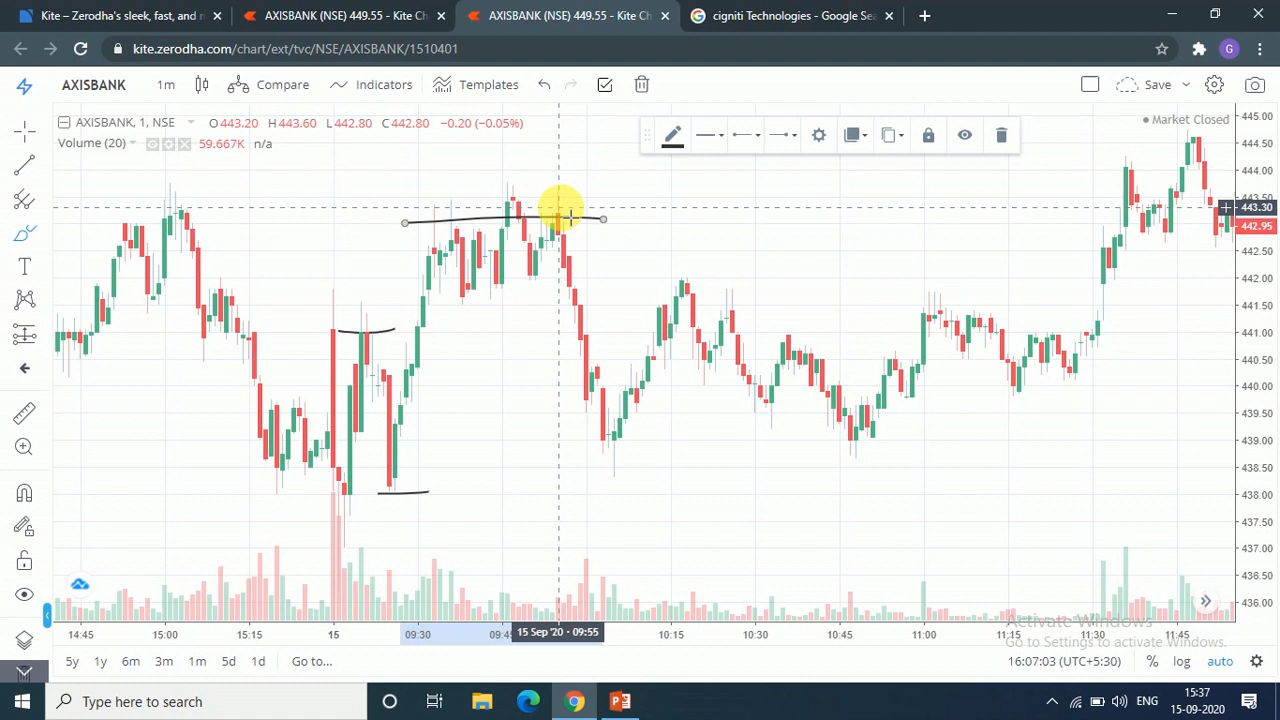 Kite - Zerodha's sleek, fast, and n
AXISBANK (NSE) 449.55 - Kite Ch
AXISBANK (NSE) 449.55 - Kite Ch
cigniti Technologies - Google Sea
kite.zerodha.com/chart/ext/tvc/NSE/AXISBANK/1510401
G
AXISBANK
1m
Compare
Indicators
Templates
Save
AXISBANK, 1, NSE
O443.20 H443.60 L442.80 C442.80 −0.20 (−0.05%)
Volume (20)
59.667K n/a
Market Closed
445.00
444.50
444.00
443.30
442.95
442.50
442.00
441.50
441.00
440.50
440.00
439.50
439.00
438.50
438.00
437.50
437.00
436.50
436.00
14:45
15:00
15:15
15
09:30
09:45
15 Sep '20 • 09:55
10:15
10:30
10:45
11:00
11:15
11:30
11:45
Activate Windows
Go to Settings to activate Windows.
5y 1y 6m 3m 1m 5d 1d Go to...
16:07:03 (UTC+5:30) % log auto
Type here to search
ENG
15:37
15-09-2020